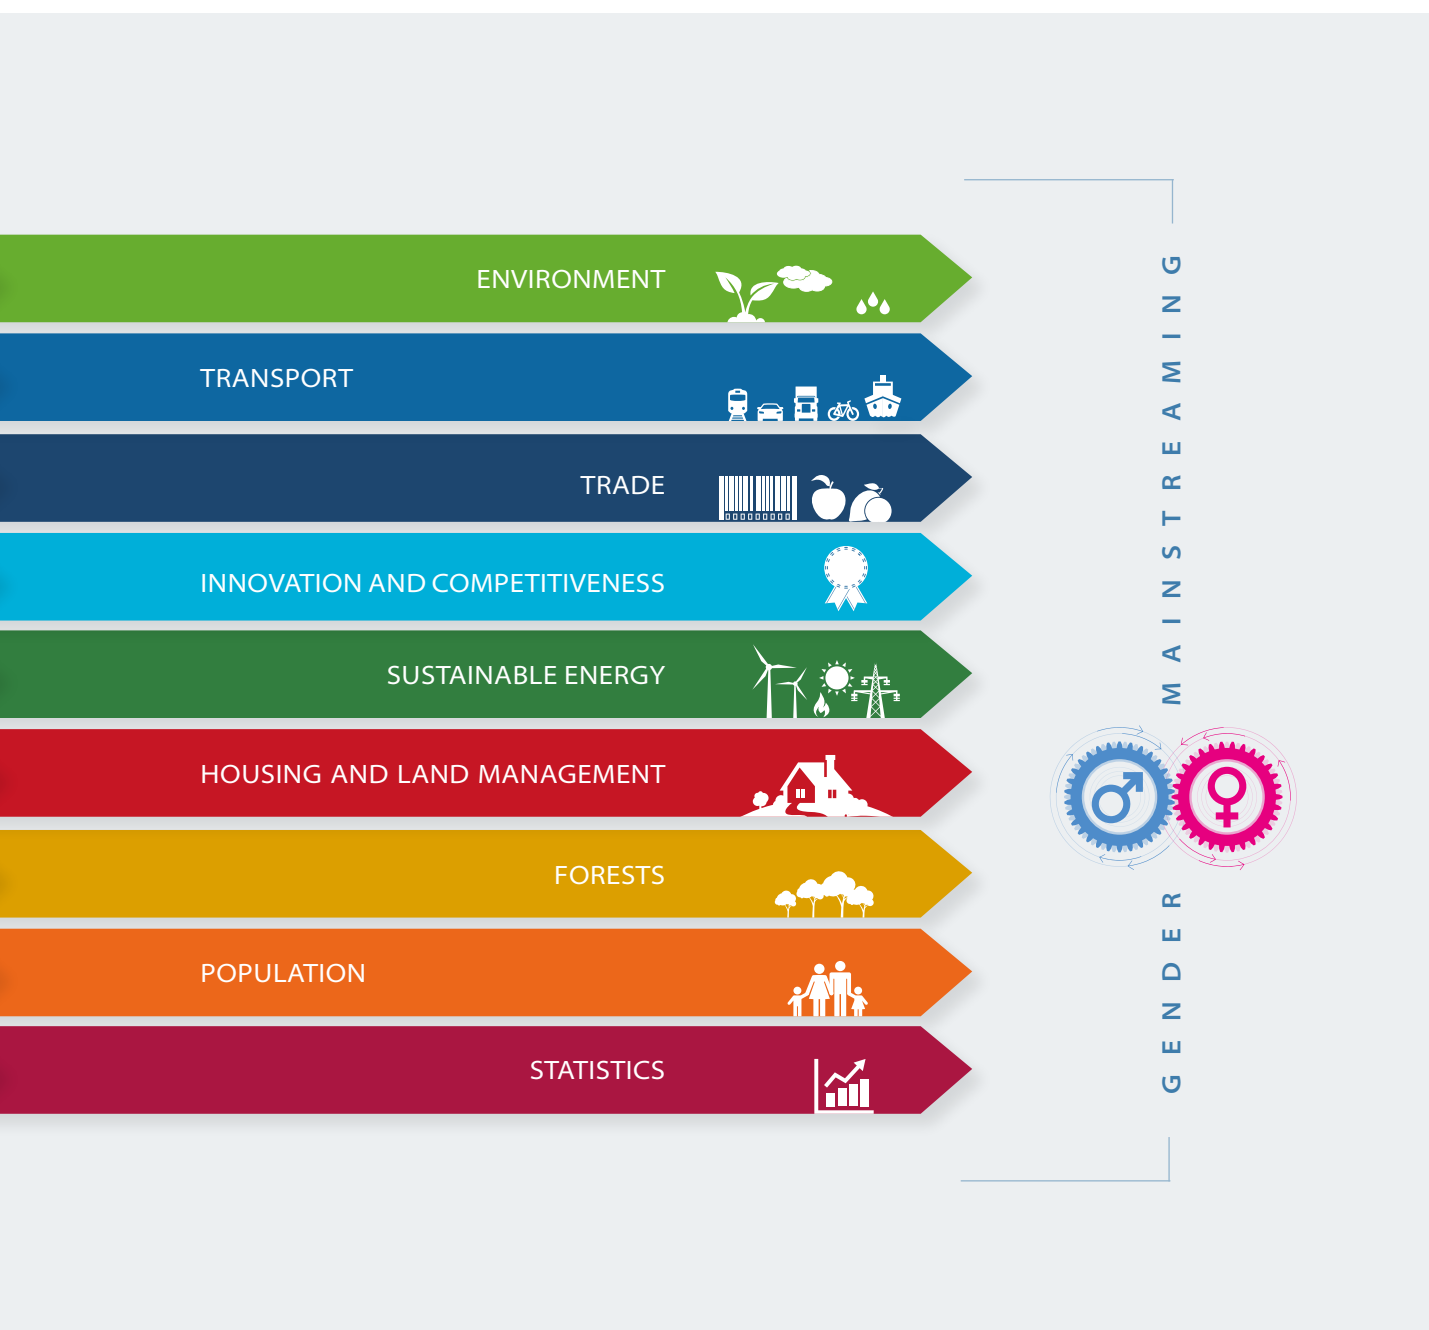 ENVIRONMENT
TRANSPORT
TRADE
INNOVATION AND COMPETITIVENESS
SUSTAINABLE ENERGY
HOUSING AND LAND MANAGEMENT
FORESTS
POPULATION
STATISTICS
GENDER MAINSTREAMING